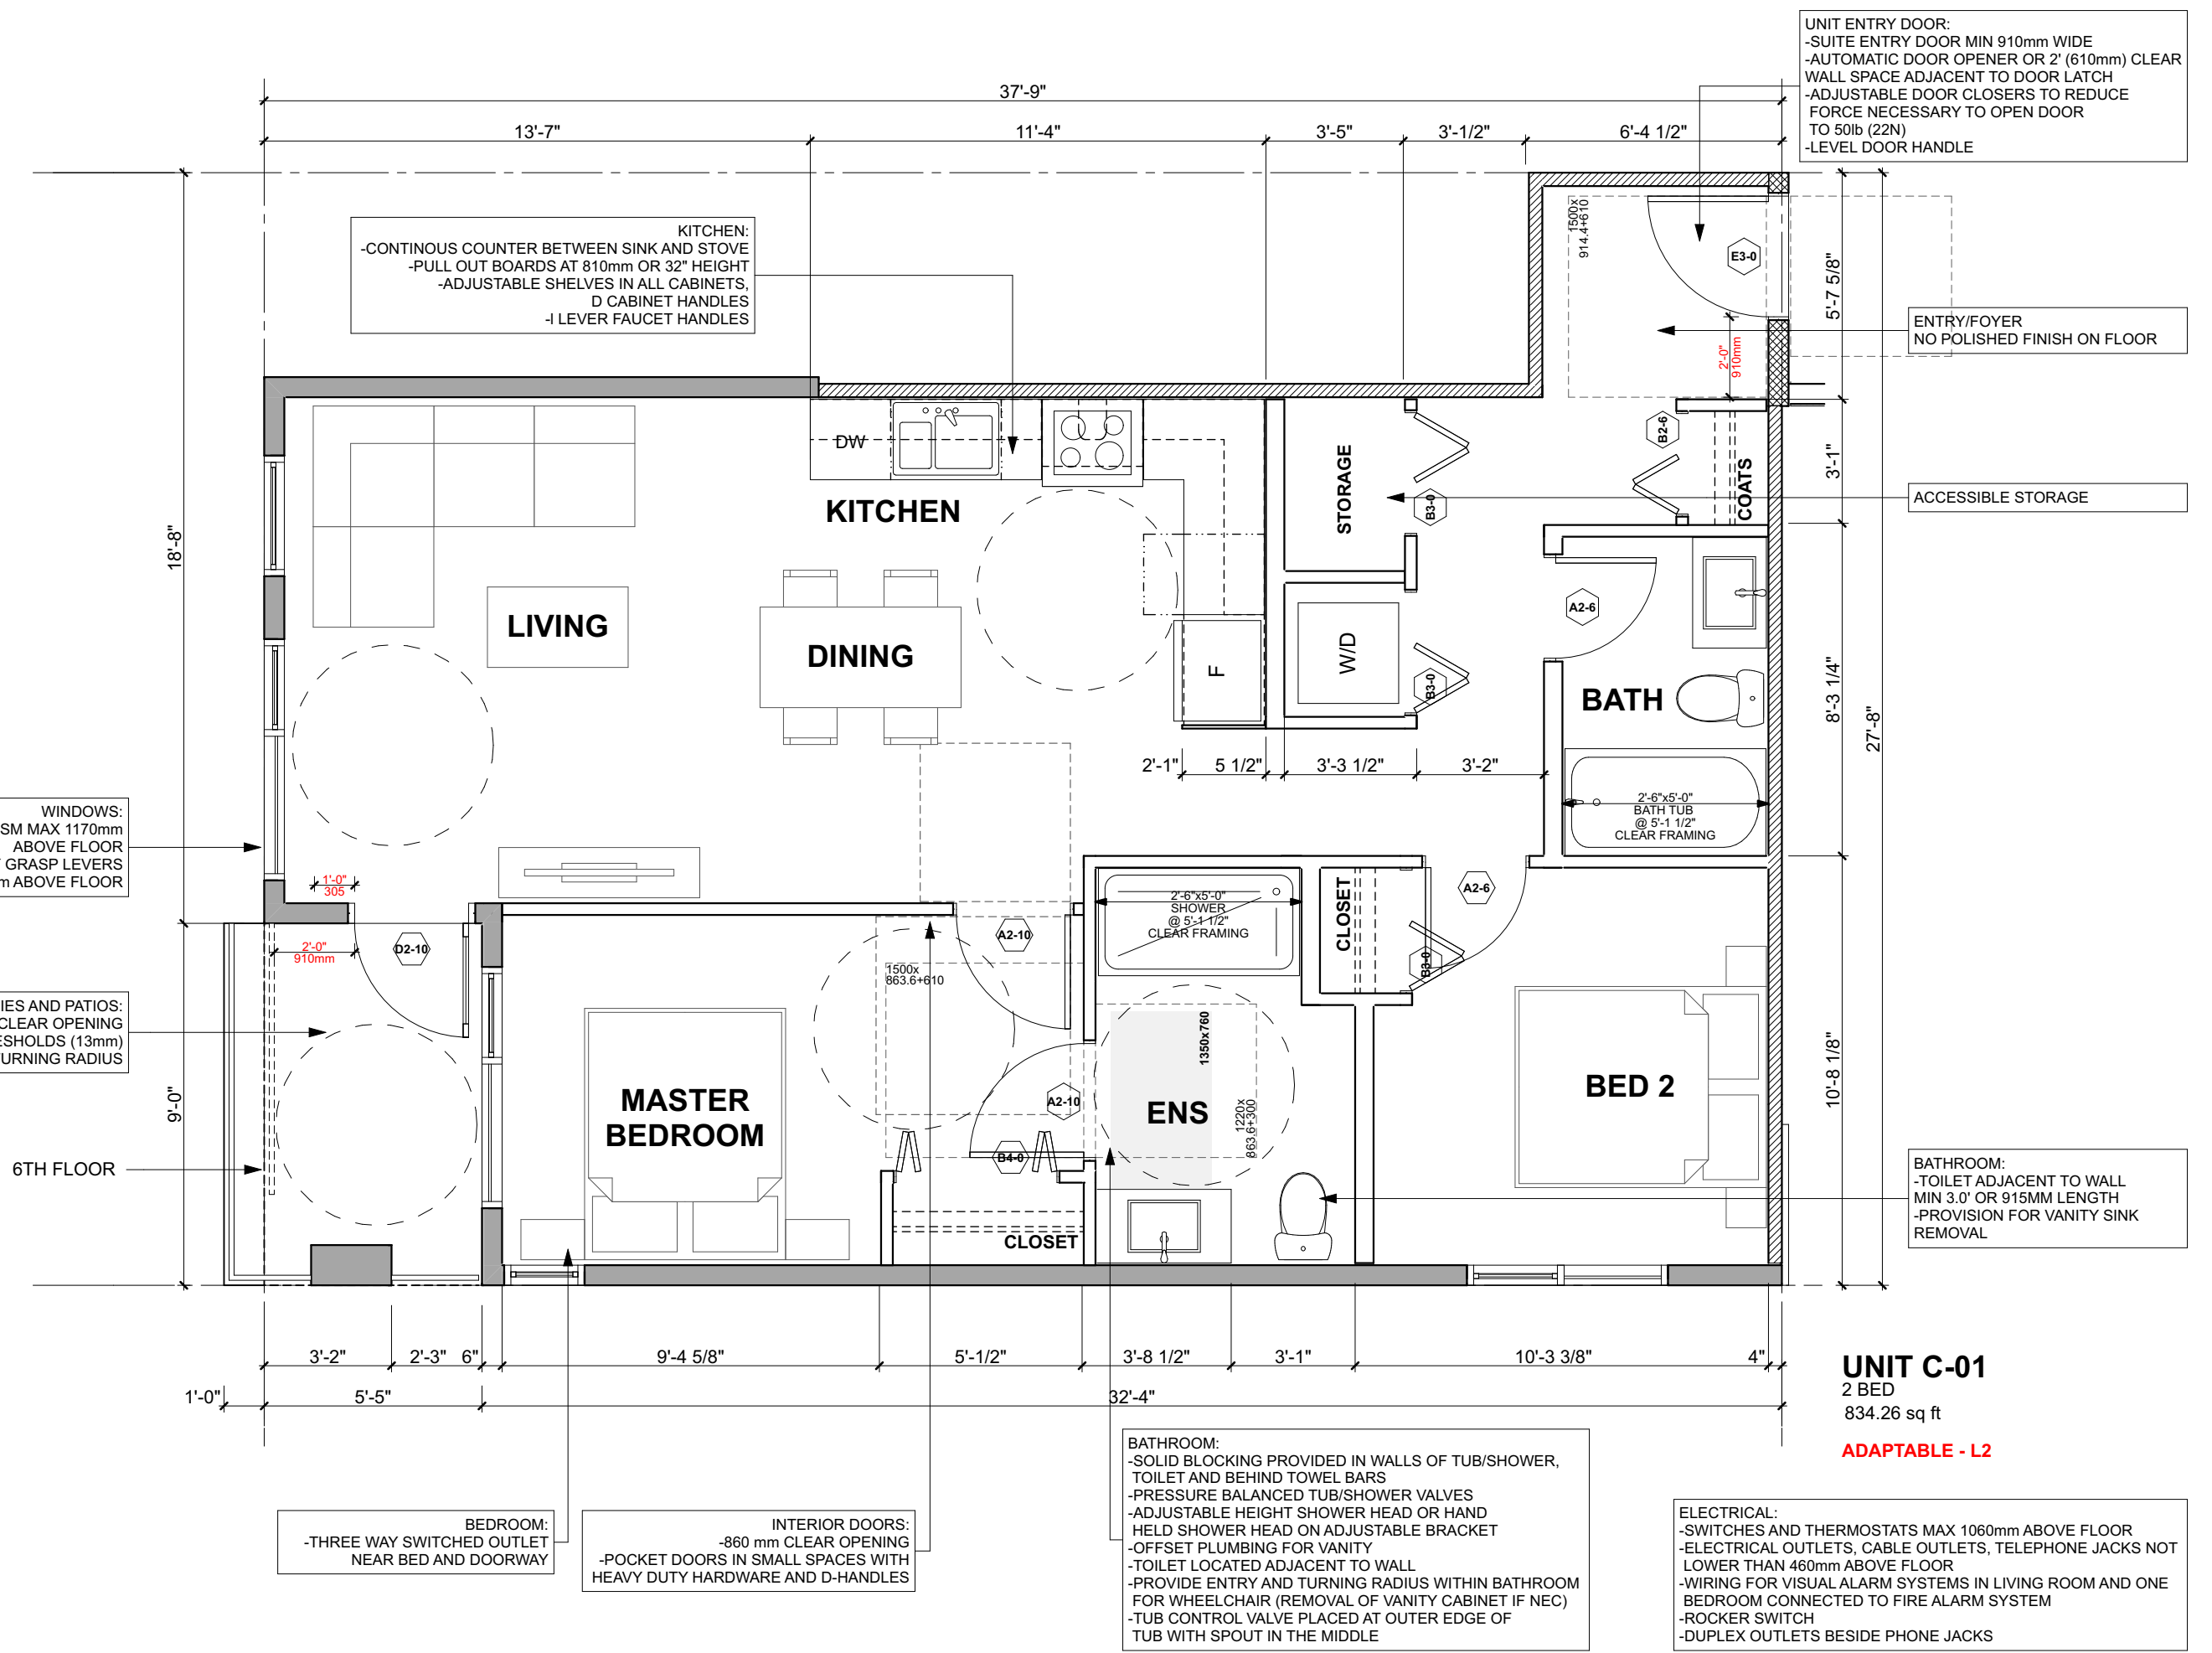 UNIT ENTRY DOOR:
-SUITE ENTRY DOOR MIN 910mm WIDE
-AUTOMATIC DOOR OPENER OR 2' (610mm) CLEAR
WALL SPACE ADJACENT TO DOOR LATCH
-ADJUSTABLE DOOR CLOSERS TO REDUCE
FORCE NECESSARY TO OPEN DOOR
TO 50lb (22N)
-LEVEL DOOR HANDLE
37'-9"
13'-7"
11'-4"
3'-5"
3'-1/2"
6'-4 1/2"
KITCHEN:
-CONTINOUS COUNTER BETWEEN SINK AND STOVE
-PULL OUT BOARDS AT 810mm OR 32" HEIGHT
-ADJUSTABLE SHELVES IN ALL CABINETS,
D CABINET HANDLES
-I LEVER FAUCET HANDLES
1500x
914.4+610
E3-0
5'-7 5/8"
2'-0"
910mm
ENTRY/FOYER
NO POLISHED FINISH ON FLOOR
DW
KITCHEN
STORAGE
B3-0
B2-6
COATS
3'-1"
ACCESSIBLE STORAGE
18'-8"
LIVING
DINING
F
W/D
B3-0
A2-6
BATH
8'-3 1/4"
27'-8"
2'-1"
5 1/2"
3'-3 1/2"
3'-2"
2'-6"x5'-0"
BATH TUB
@ 5'-1 1/2"
CLEAR FRAMING
WINDOWS:
SM MAX 1170mm
ABOVE FLOOR
GRASP LEVERS
m ABOVE FLOOR
1'-0"
305
2'-0"
910mm
D2-10
A2-10
1500x
863.6+610
2'-6"x5'-0"
SHOWER
@ 5'-1 1/2"
CLEAR FRAMING
CLOSET
A2-6
B3-0
IES AND PATIOS:
CLEAR OPENING
ESHOLDS (13mm)
TURNING RADIUS
9'-0"
6TH FLOOR
MASTER
BEDROOM
A2-10
B4-0
CLOSET
1350x760
ENS
1220x
863.6+300
BED 2
10'-8 1/8"
BATHROOM:
-TOILET ADJACENT TO WALL
MIN 3.0' OR 915MM LENGTH
-PROVISION FOR VANITY SINK
REMOVAL
3'-2"
2'-3"
6"
9'-4 5/8"
5'-1/2"
3'-8 1/2"
3'-1"
10'-3 3/8"
4"
1'-0"
5'-5"
32'-4"
UNIT C-01
2 BED
834.26 sq ft
ADAPTABLE - L2
BEDROOM:
-THREE WAY SWITCHED OUTLET
NEAR BED AND DOORWAY
INTERIOR DOORS:
-860 mm CLEAR OPENING
-POCKET DOORS IN SMALL SPACES WITH
HEAVY DUTY HARDWARE AND D-HANDLES
BATHROOM:
-SOLID BLOCKING PROVIDED IN WALLS OF TUB/SHOWER,
TOILET AND BEHIND TOWEL BARS
-PRESSURE BALANCED TUB/SHOWER VALVES
-ADJUSTABLE HEIGHT SHOWER HEAD OR HAND
HELD SHOWER HEAD ON ADJUSTABLE BRACKET
-OFFSET PLUMBING FOR VANITY
-TOILET LOCATED ADJACENT TO WALL
-PROVIDE ENTRY AND TURNING RADIUS WITHIN BATHROOM
FOR WHEELCHAIR (REMOVAL OF VANITY CABINET IF NEC)
-TUB CONTROL VALVE PLACED AT OUTER EDGE OF
TUB WITH SPOUT IN THE MIDDLE
ELECTRICAL:
-SWITCHES AND THERMOSTATS MAX 1060mm ABOVE FLOOR
-ELECTRICAL OUTLETS, CABLE OUTLETS, TELEPHONE JACKS NOT
LOWER THAN 460mm ABOVE FLOOR
-WIRING FOR VISUAL ALARM SYSTEMS IN LIVING ROOM AND ONE
BEDROOM CONNECTED TO FIRE ALARM SYSTEM
-ROCKER SWITCH
-DUPLEX OUTLETS BESIDE PHONE JACKS